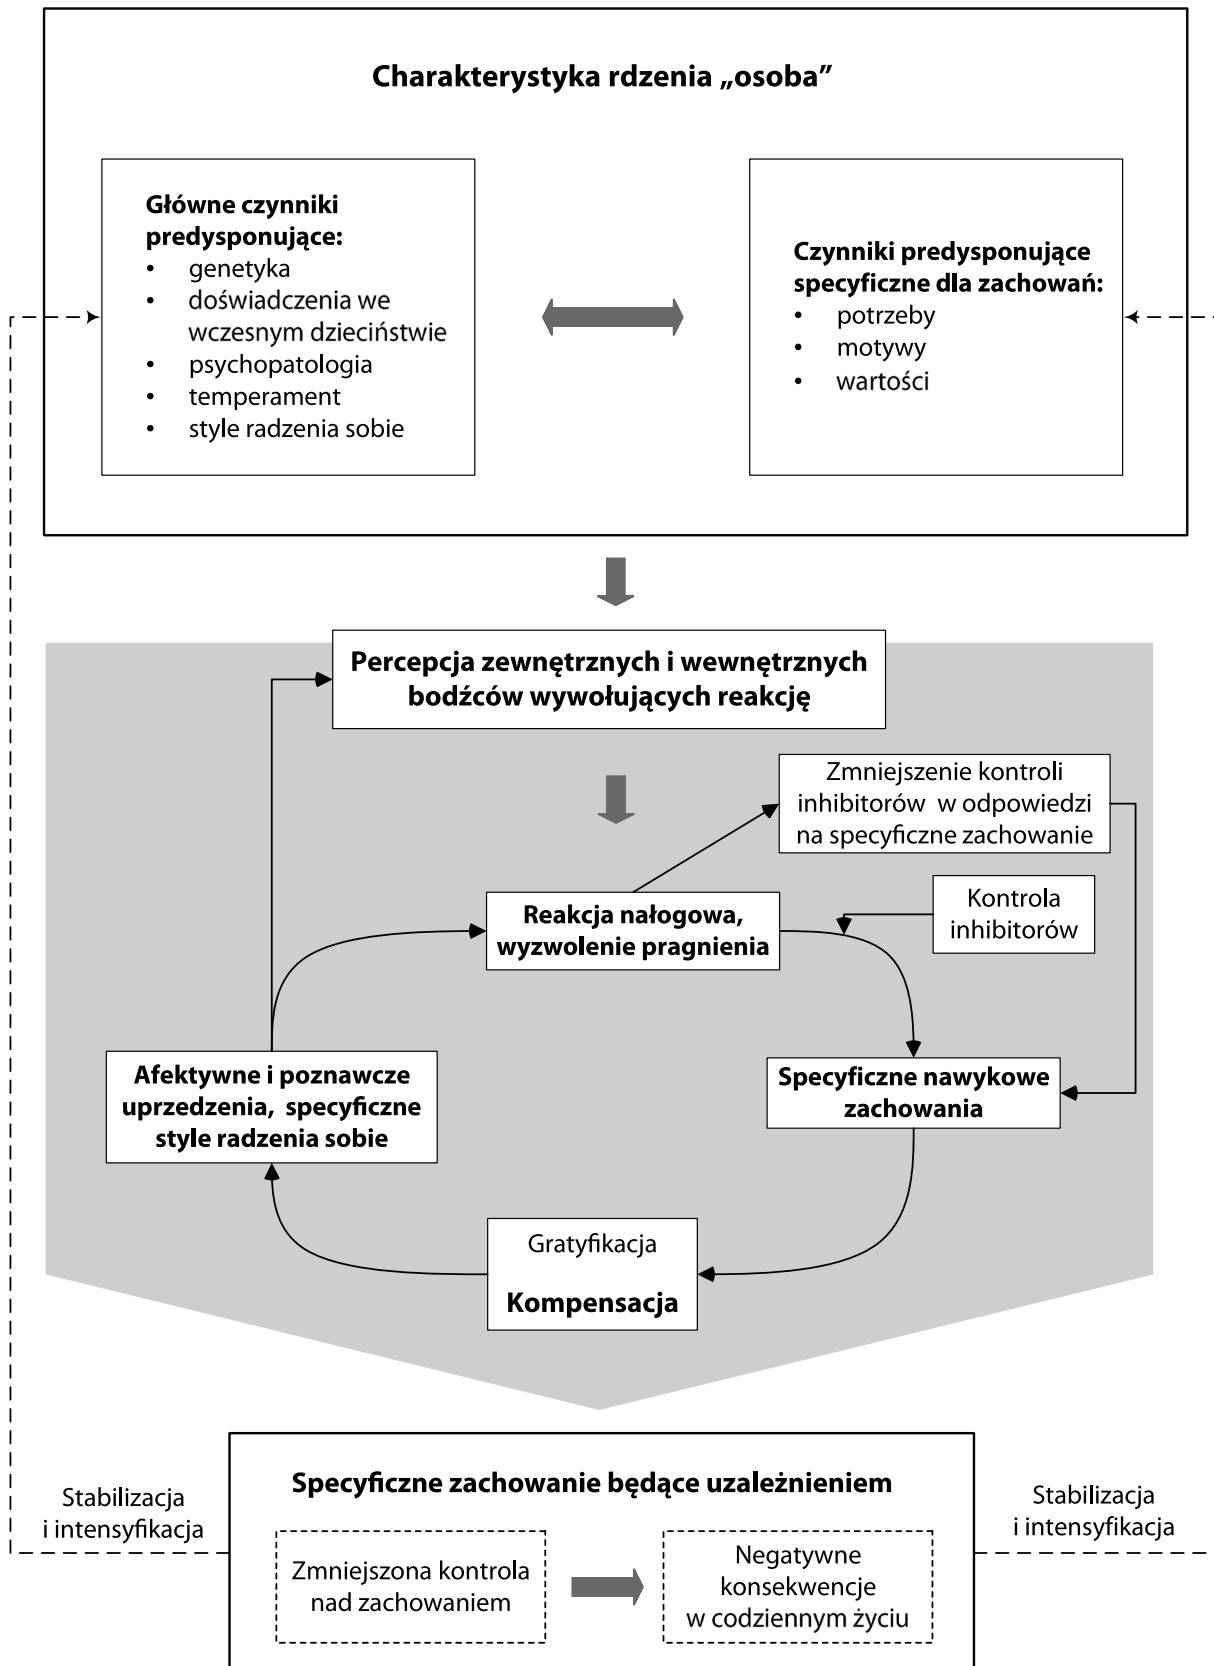 Charakterystyka rdzenia „osoba”
Główne czynniki
predysponujące:
• genetyka
• doświadczenia we
wczesnym dzieciństwie
• psychopatologia
• temperament
• style radzenia sobie
Czynniki predysponujące
specyficzne dla zachowań:
• potrzeby
• motywy
• wartości
Percepcja zewnętrznych i wewnętrznych
bodźców wywołujących reakcję
Zmniejszenie kontroli
inhibitorów w odpowiedzi
na specyficzne zachowanie
Reakcja nałogowa,
wyzwolenie pragnienia
Kontrola
inhibitorów
Afektywne i poznawcze
uprzedzenia, specyficzne
style radzenia sobie
Specyficzne nawykowe
zachowania
Gratyfikacja
Kompensacja
Stabilizacja
i intensyfikacja
Specyficzne zachowanie będące uzależnieniem
Zmniejszona kontrola
nad zachowaniem
Negatywne
konsekwencje
w codziennym życiu
Stabilizacja
i intensyfikacja